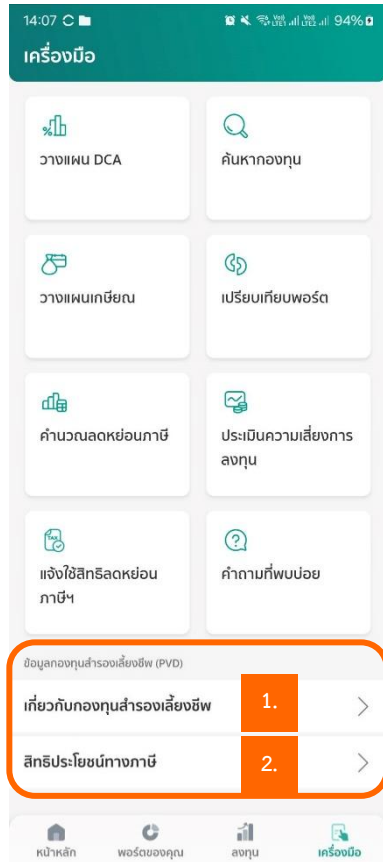 14:07 94%
เครื่องมือ
วางแผน DCA
ค้นหากองทุน
วางแผนเกษียณ
เปรียบเทียบพอร์ต
คำนวณลดหย่อนภาษี
ประเมินความเสี่ยงการ
ลงทุน
แจ้งใช้สิทธิลดหย่อน
ภาษีฯ
คำถามที่พบบ่อย
ข้อมูลกองทุนสำรองเลี้ยงชีพ (PVD)
เกี่ยวกับกองทุนสำรองเลี้ยงชีพ 1.
สิทธิประโยชน์ทางภาษี 2.
หน้าหลัก พอร์ตของคุณ ลงทุน เครื่องมือ